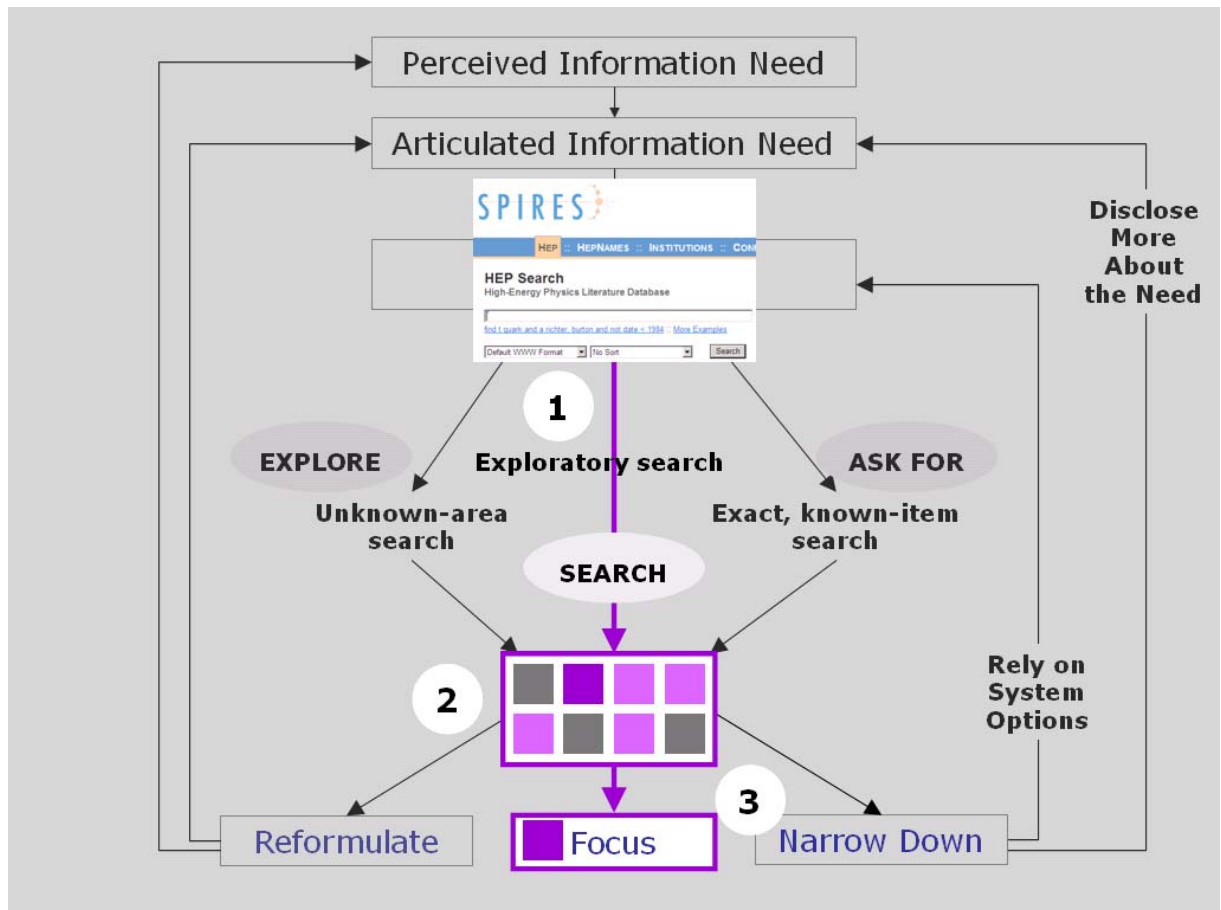 Perceived Information Need
Articulated Information Need
SPIRES
HEP :: HEPNAMES :: INSTITUTIONS :: CON
HEP Search
High-Energy Physics Literature Database
find t quark and a richter, burton and not date < 1984 :: More Examples
Default WWW Format
No Sort
Search
Disclose
More
About
the Need
1
EXPLORE
Exploratory search
ASK FOR
Unknown-area
search
Exact, known-item
search
SEARCH
2
Rely on
System
Options
3
Reformulate
Focus
Narrow Down